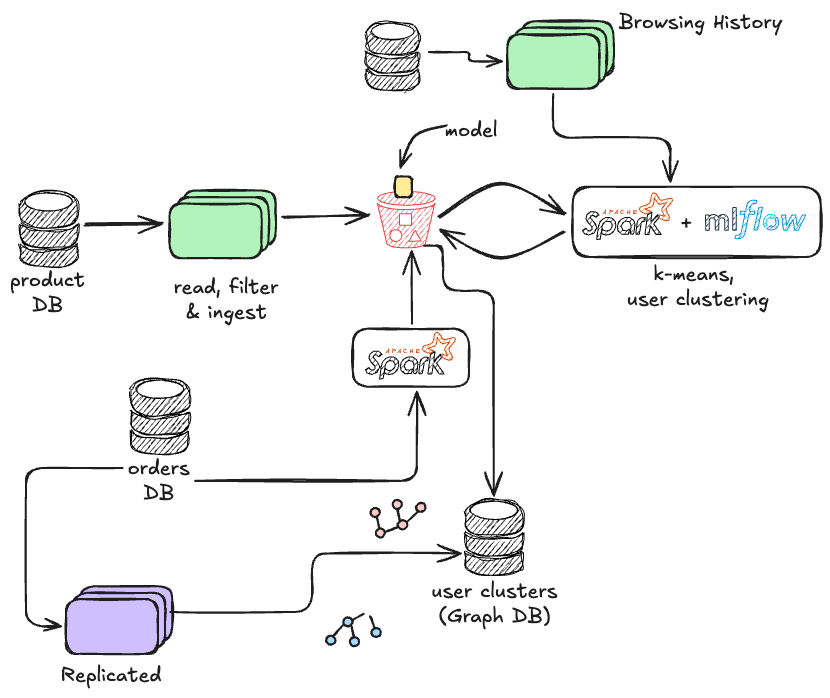 Browsing History
model
APACHE
Spark + mlflow
product
DB
read, filter
& ingest
k-means,
user clustering
APACHE
Spark
orders
DB
user clusters
(Graph DB)
Replicated